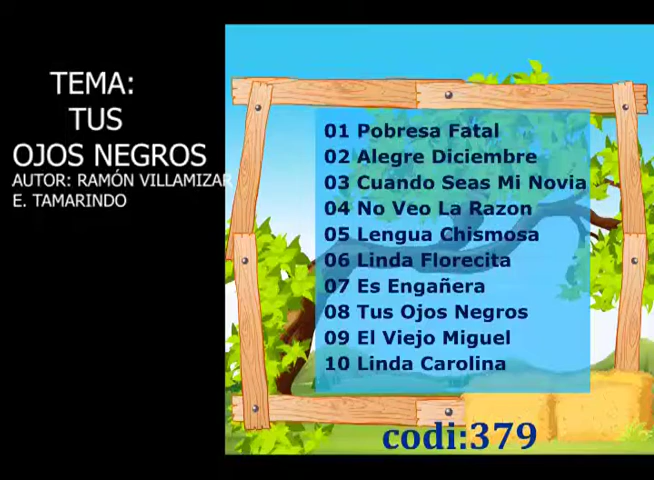 TEMA:
TUS
OJOS NEGROS
AUTOR: RAMÓN VILLAMIZAR
E. TAMARINDO
01 Pobresa Fatal
02 Alegre Diciembre
03 Cuando Seas Mi Novia
04 No Veo La Razon
05 Lengua Chismosa
06 Linda Florecita
07 Es Engañera
08 Tus Ojos Negros
09 El Viejo Miguel
10 Linda Carolina
codi:379